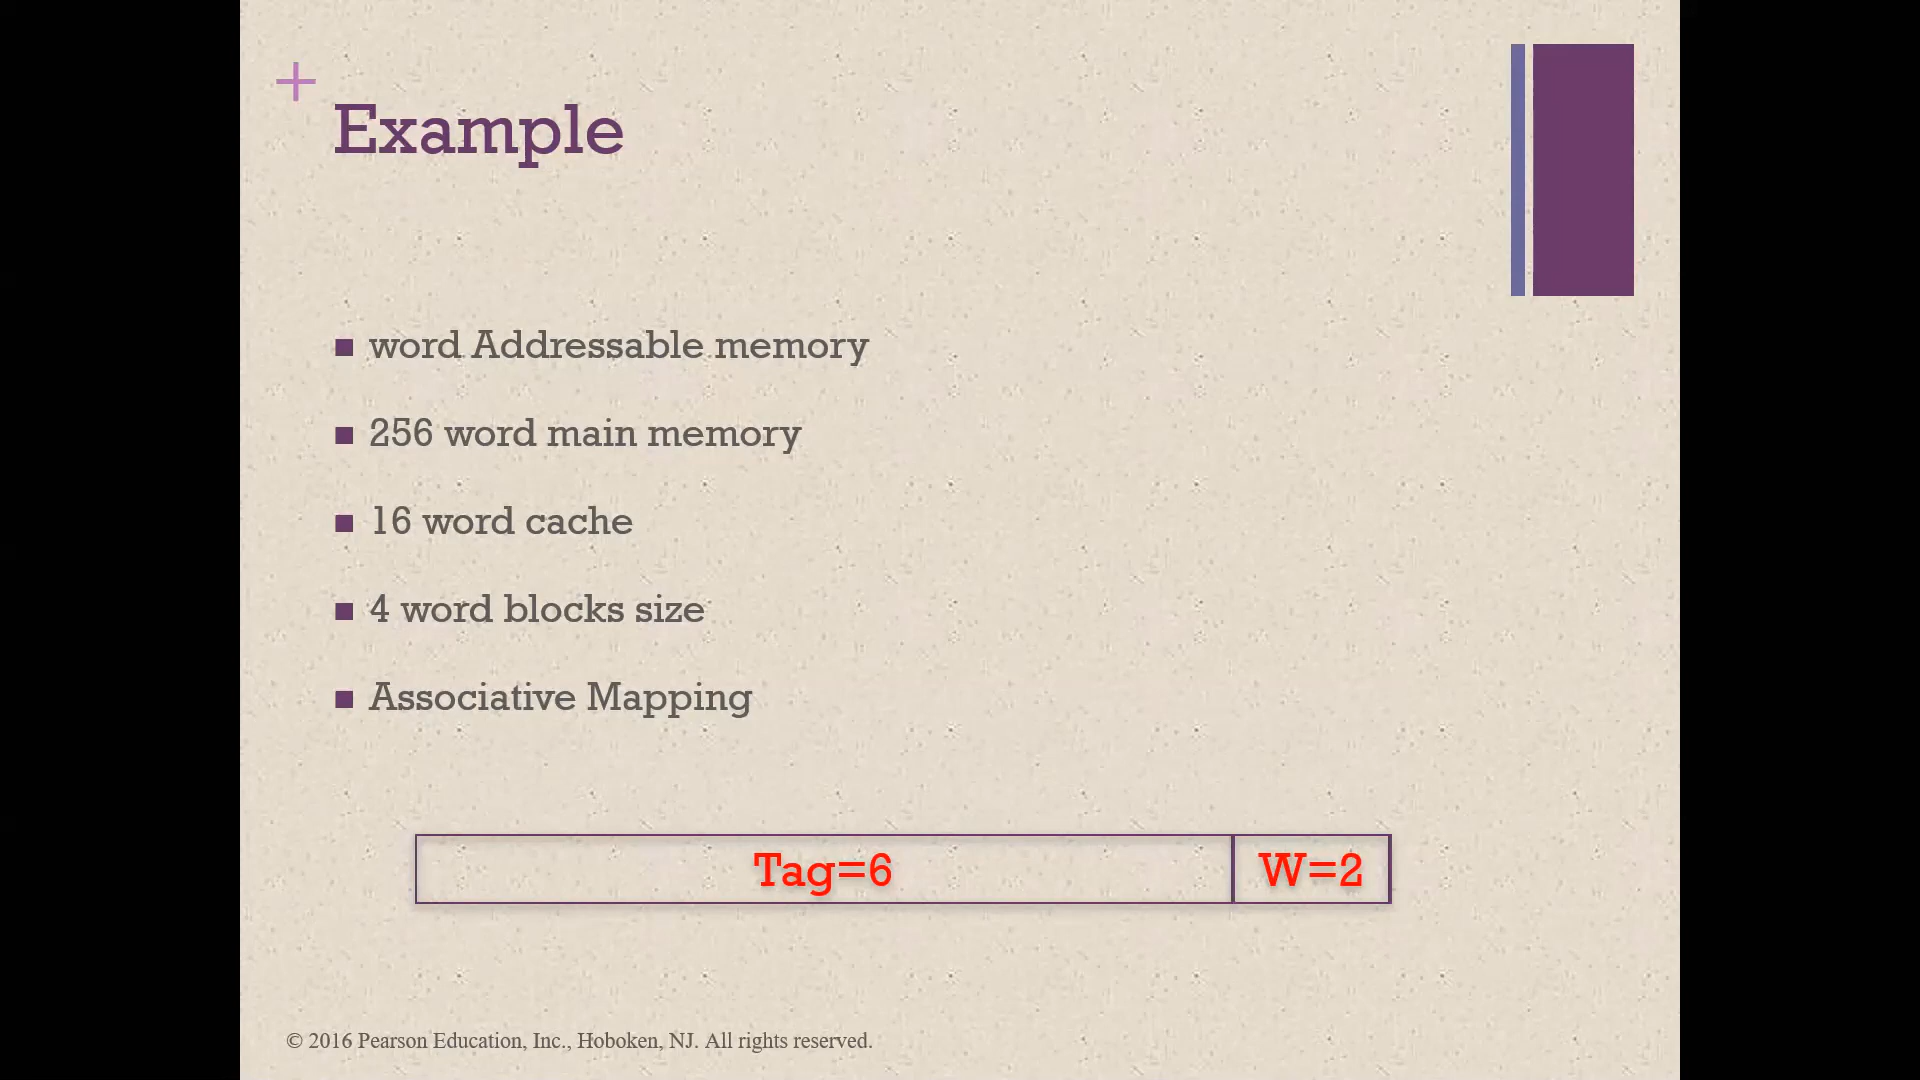 Example
word Addressable memory
256 word main memory
16 word cache
4 word blocks size
Associative Mapping
Tag=6 W=2
© 2016 Pearson Education, Inc., Hoboken, NJ. All rights reserved.